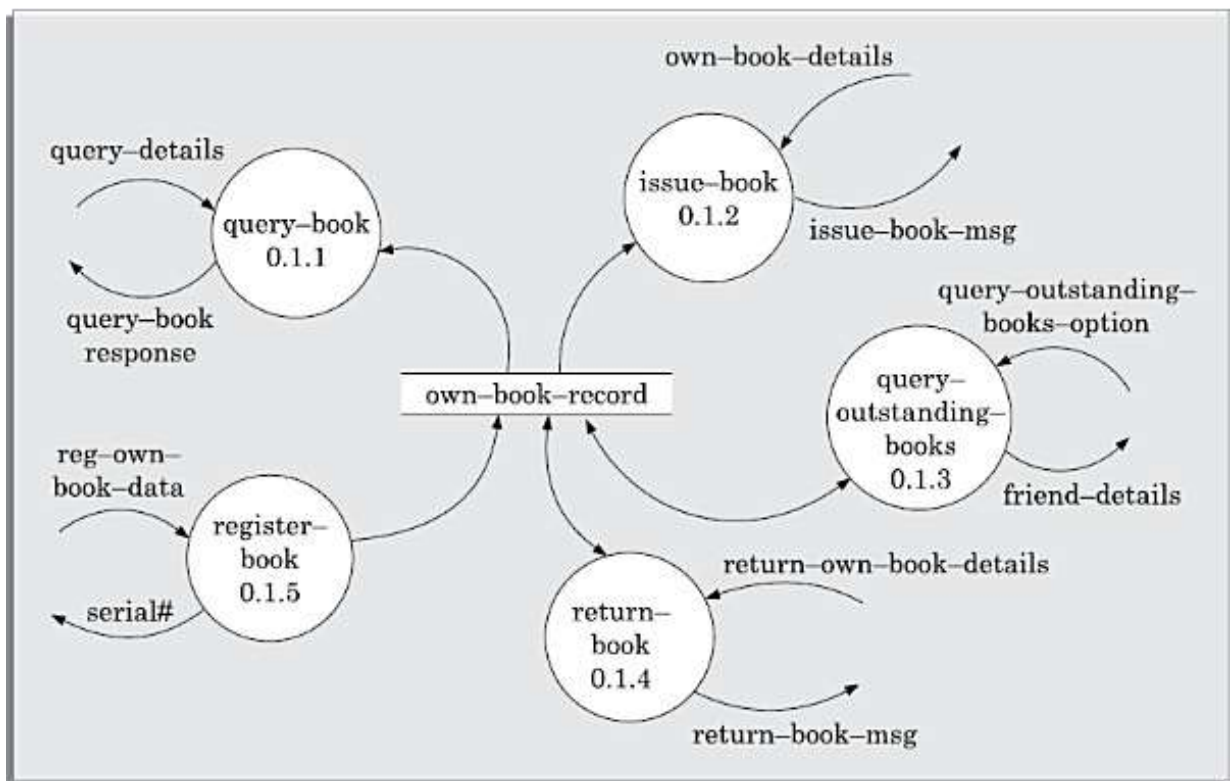 own–book–details
query–details
query–book
0.1.1
issue–book
0.1.2
issue–book–msg
query–book
response
query–outstanding–
books–option
own–book–record
query–
outstanding–
books
0.1.3
friend–details
reg–own–
book–data
register–
book
0.1.5
serial#
return–own–book–details
return–
book
0.1.4
return–book–msg